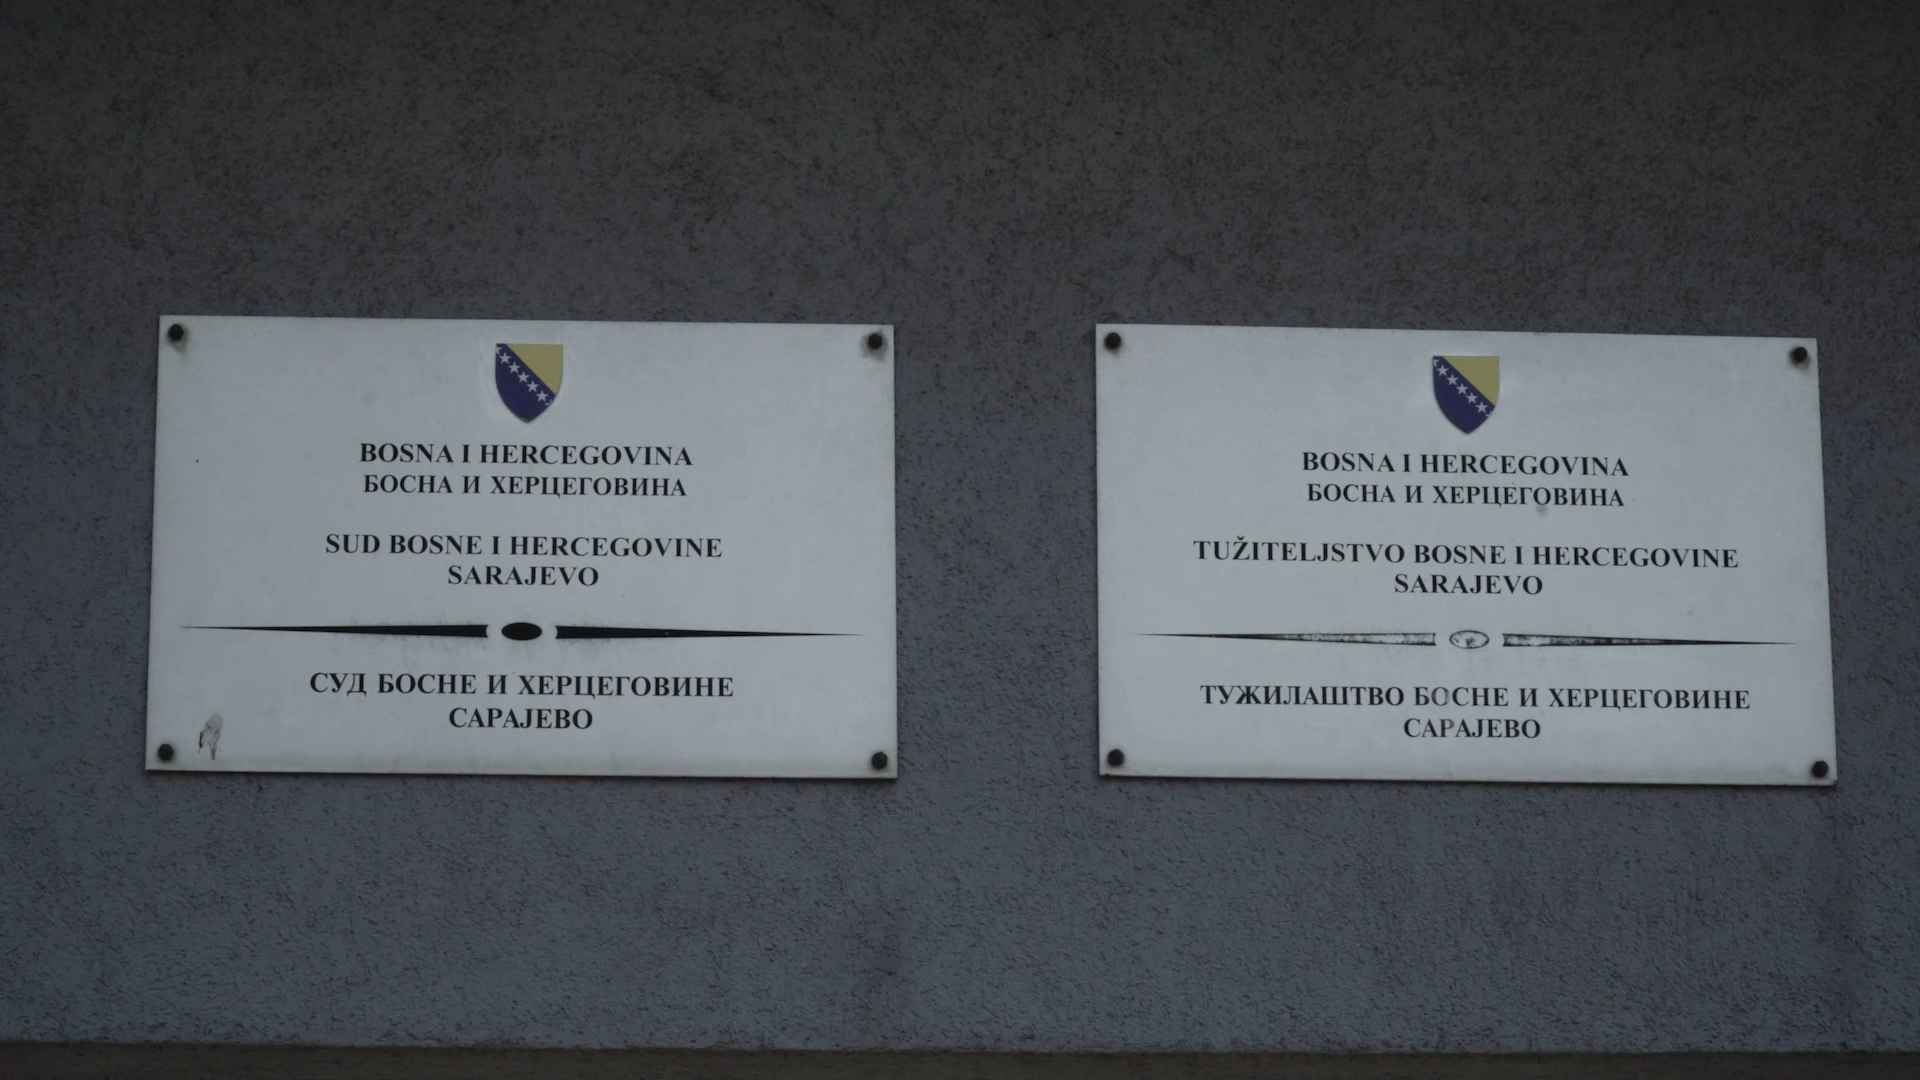 BOSNA I HERCEGOVINA
БОСНА И ХЕРЦЕГОВИНА
SUD BOSNE I HERCEGOVINE
SARAJEVO
СУД БОСНЕ И ХЕРЦЕГОВИНЕ
САРАЈЕВО
BOSNA I HERCEGOVINA
БОСНА И ХЕРЦЕГОВИНА
TUŽITELJSTVO BOSNE I HERCEGOVINE
SARAJEVO
ТУЖИЛАШТВО БОСНЕ И ХЕРЦЕГОВИНЕ
САРАЈЕВО